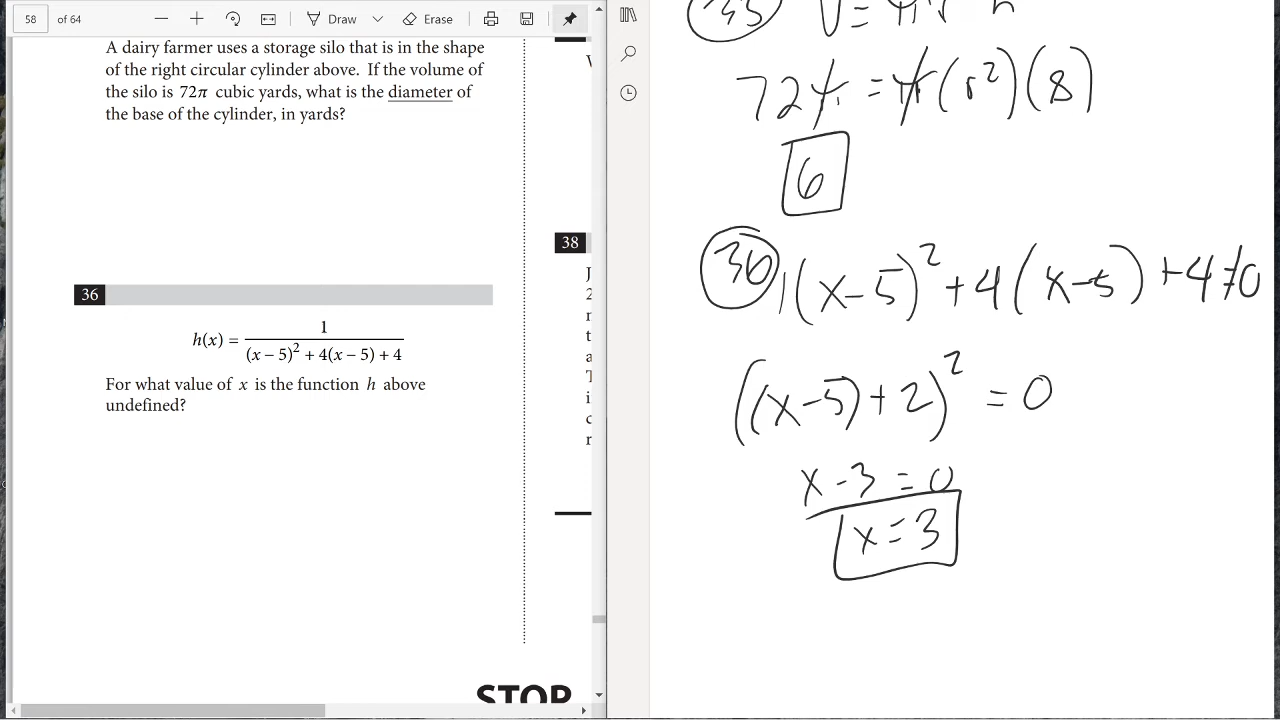 58 of 64
Draw
Erase
A dairy farmer uses a storage silo that is in the shape
of the right circular cylinder above. If the volume of
the silo is 72π cubic yards, what is the diameter of
the base of the cylinder, in yards?
36
h(x) = 1 / (x − 5)² + 4(x − 5) + 4
For what value of x is the function h above
undefined?
38
J
2
r
t
a
T
i
c
r
STOP
72π = π(r²)(8)
6
36 1(x-5)² + 4(x-5) + 4 ≠ 0
((x-5) + 2)² = 0
x - 3 = 0
x = 3